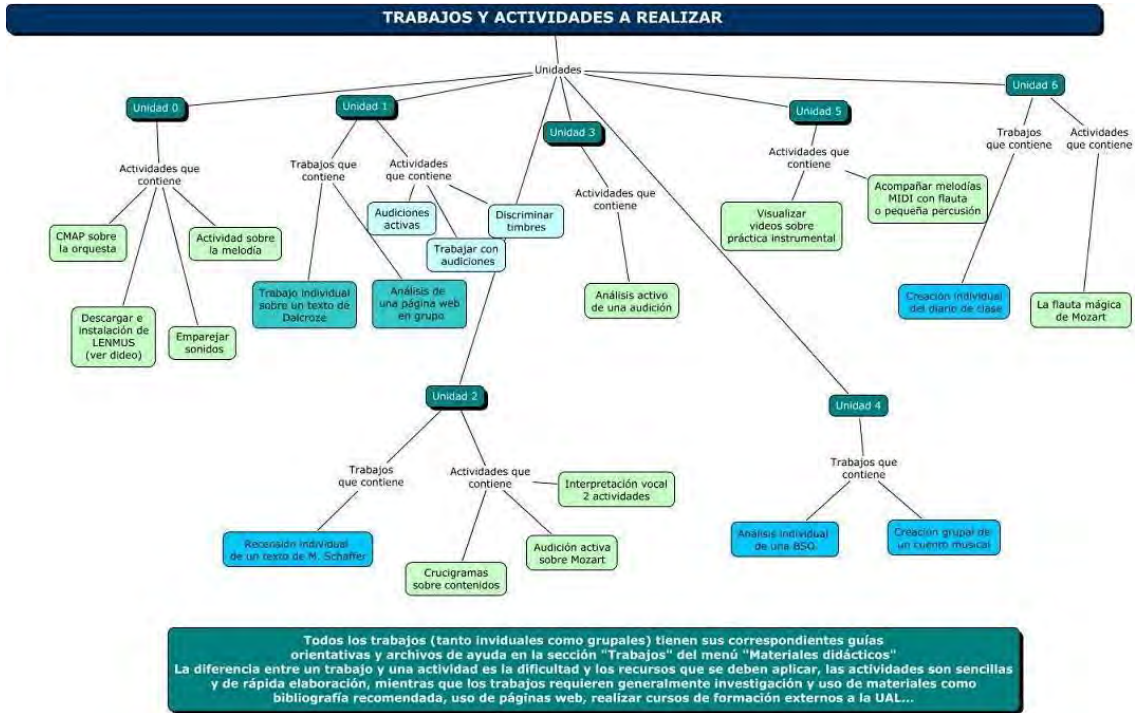 TRABAJOS Y ACTIVIDADES A REALIZAR
Unidades
Unidad 0
Actividades que
contiene
CMAP sobre
la orquesta
Actividad sobre
la melodía
Descargar e
instalación de
LENMUS
(ver dideo)
Emparejar
sonidos
Unidad 1
Trabajos que
contiene
Actividades
que contiene
Audiciones
activas
Discriminar
timbres
Trabajar con
audiciones
Trabajo individual
sobre un texto de
Dalcroze
Análisis de
una página web
en grupo
Unidad 3
Actividades que
contiene
Análisis activo
de una audición
Unidad 5
Actividades que
contiene
Visualizar
videos sobre
práctica instrumental
Acompañar melodías
MIDI con flauta
o pequeña percusión
Unidad 6
Trabajos
que contiene
Actividades
que contiene
Creación individual
del diario de clase
La flauta mágica
de Mozart
Unidad 2
Trabajos
que contiene
Actividades que
contiene
Interpretación vocal
2 actividades
Recensión individual
de un texto de M. Schaffer
Crucigramas
sobre contenidos
Audición activa
sobre Mozart
Unidad 4
Trabajos que
contiene
Análisis individual
de una BSO
Creación grupal de
un cuento musical
Todos los trabajos (tanto inviduales como grupales) tienen sus correspondientes guías
orientativas y archivos de ayuda en la sección "Trabajos" del menú "Materiales didácticos"
La diferencia entre un trabajo y una actividad es la dificultad y los recursos que se deben aplicar, las actividades son sencillas
y de rápida elaboración, mientras que los trabajos requieren generalmente investigación y uso de materiales como
bibliografía recomendada, uso de páginas web, realizar cursos de formación externos a la UAL...